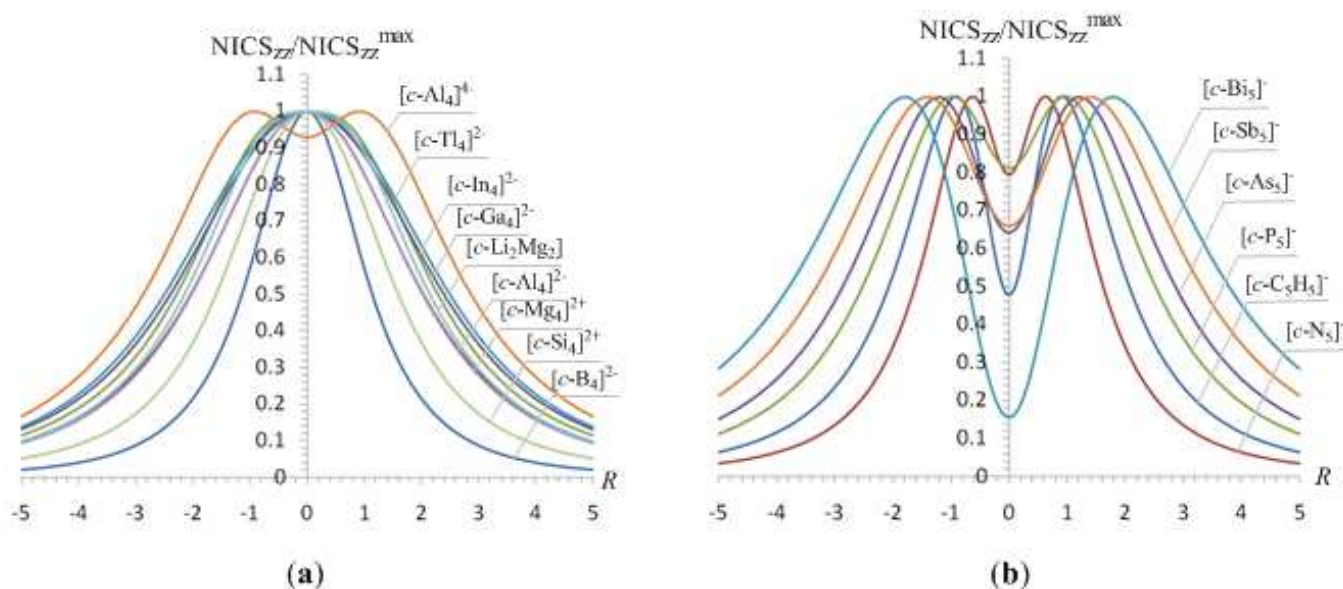 NICSzz/NICSzz^max
1.1
1
0.9
0.8
0.7
0.6
0.5
0.4
0.3
0.2
0.1
0
[c-Al₄]⁴⁻
[c-Tl₄]²⁻
[c-In₄]²⁻
[c-Ga₄]²⁻
[c-Li₂Mg₂]
[c-Al₄]²⁻
[c-Mg₄]²⁺
[c-Si₄]²⁺
[c-B₄]²⁻
R
-5 -4 -3 -2 -1 0 1 2 3 4 5
(a)
NICSzz/NICSzz^max
1.1
1
0.9
0.8
0.7
0.6
0.5
0.4
0.3
0.2
0.1
0
[c-Bi₅]⁻
[c-Sb₅]⁻
[c-As₅]⁻
[c-P₅]⁻
[c-C₅H₅]⁻
[c-N₅]⁻
R
-5 -4 -3 -2 -1 0 1 2 3 4 5
(b)